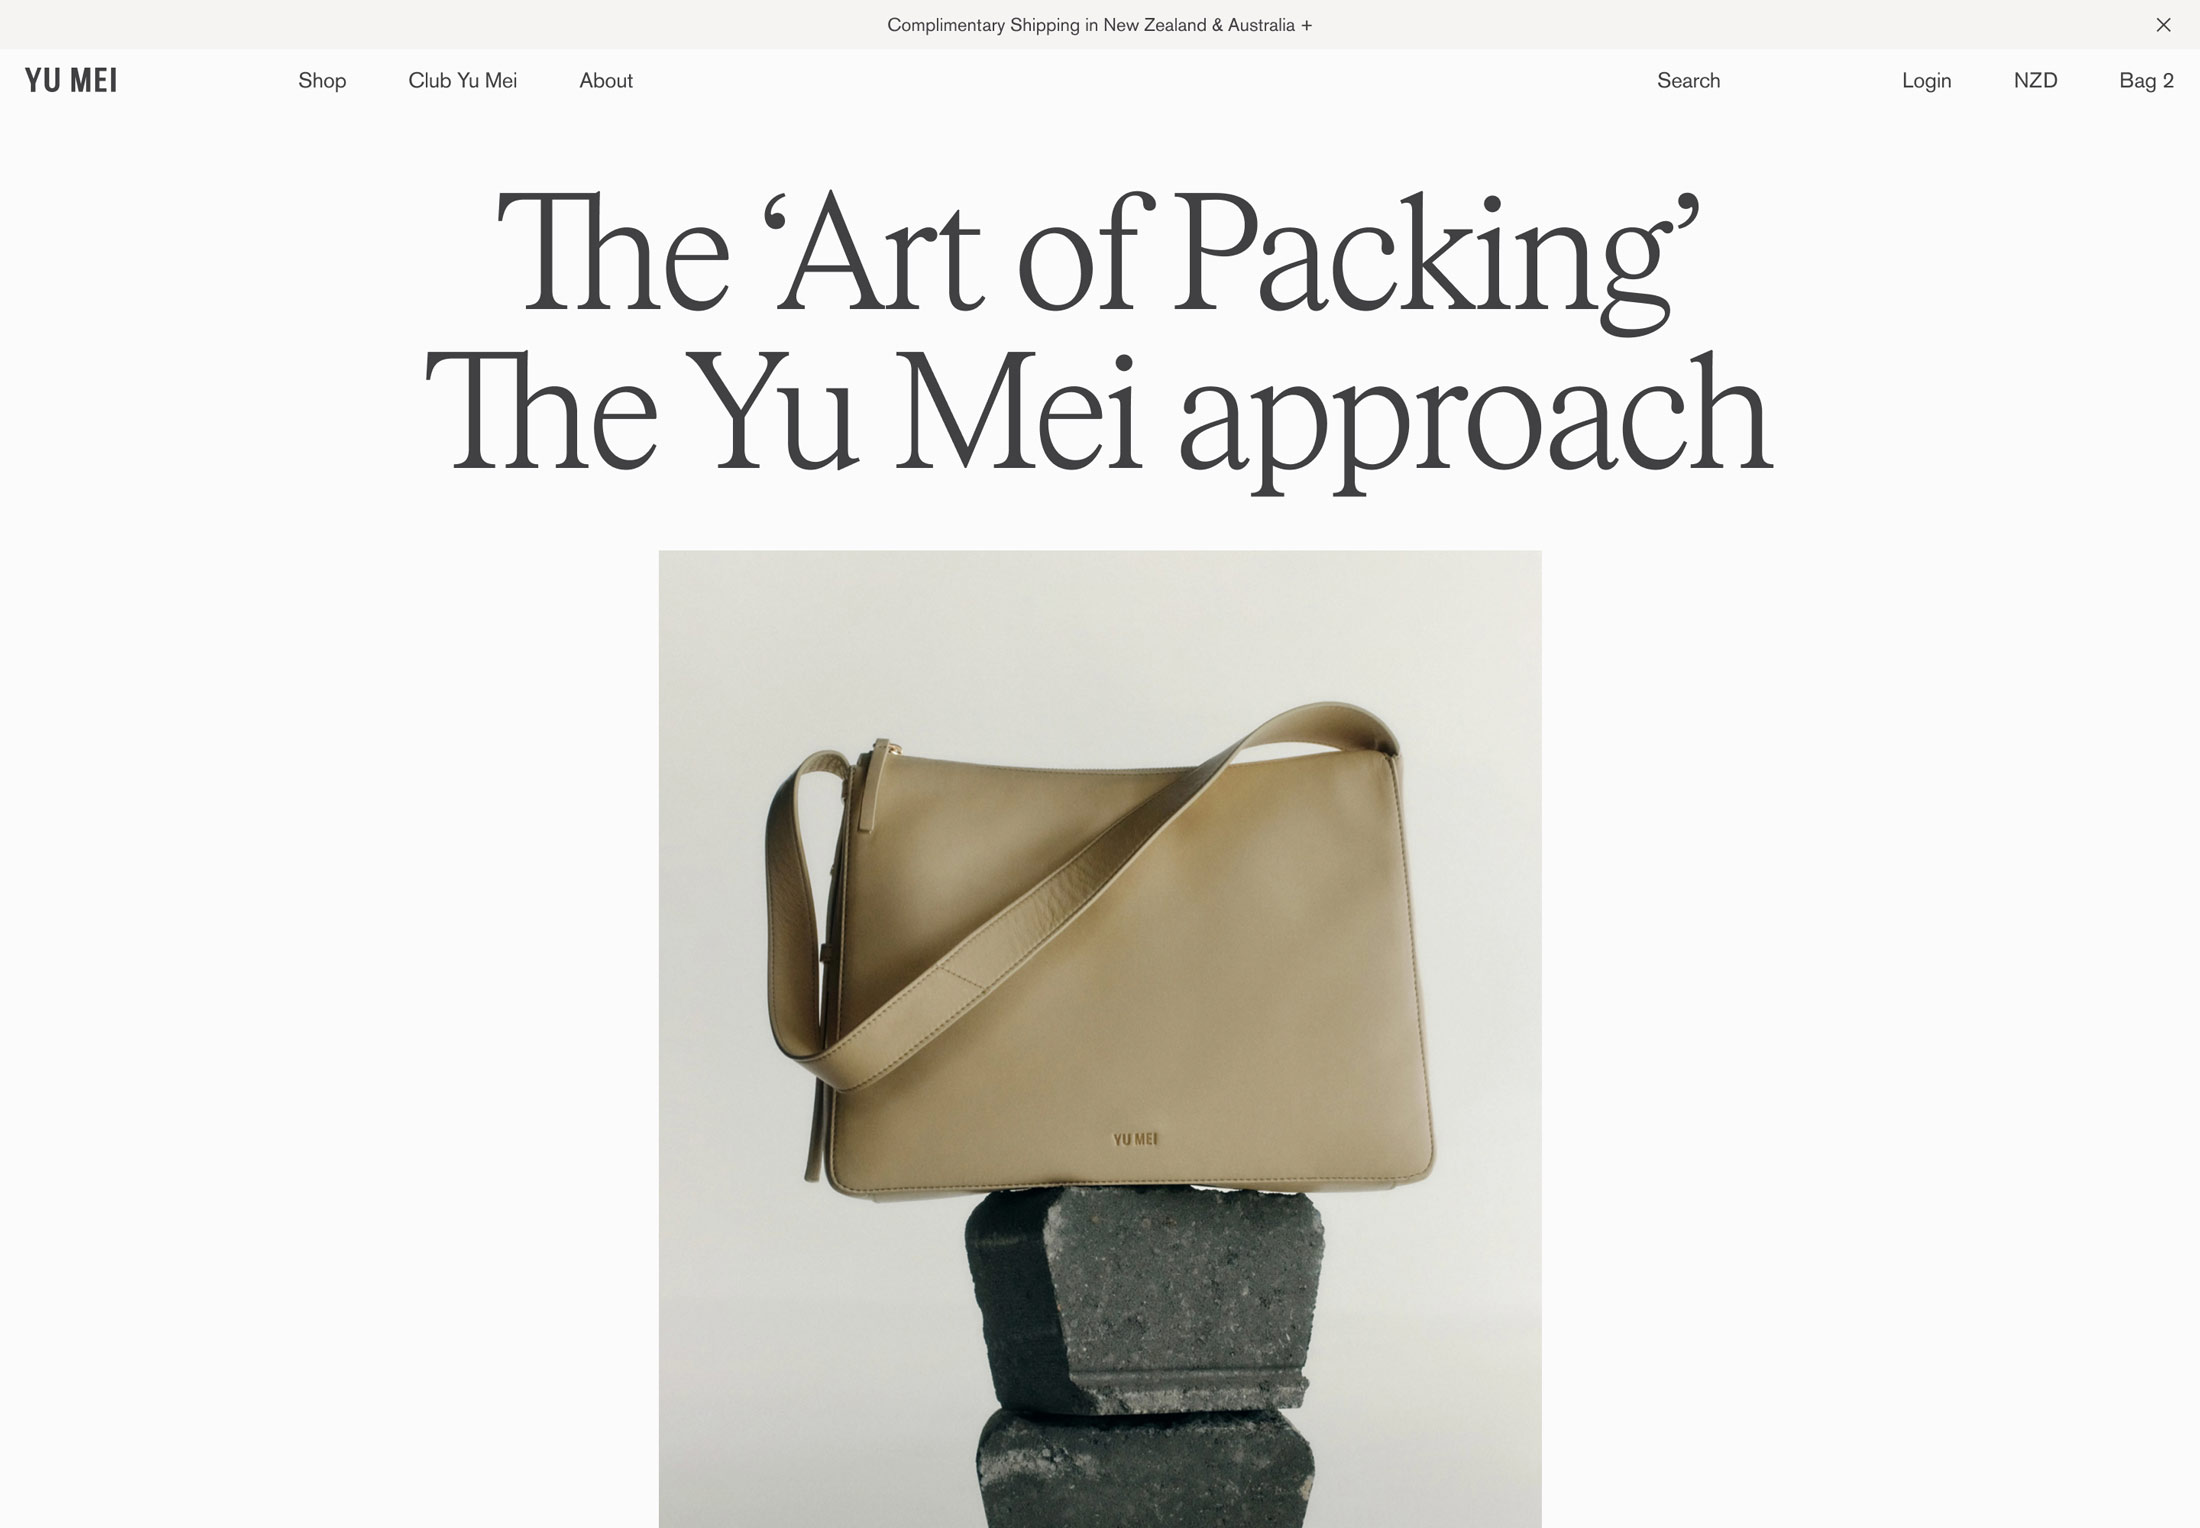 Complimentary Shipping in New Zealand & Australia +
YU MEI
Shop
Club Yu Mei
About
Search
Login
NZD
Bag 2
The ‘Art of Packing’
The Yu Mei approach
YU MEI